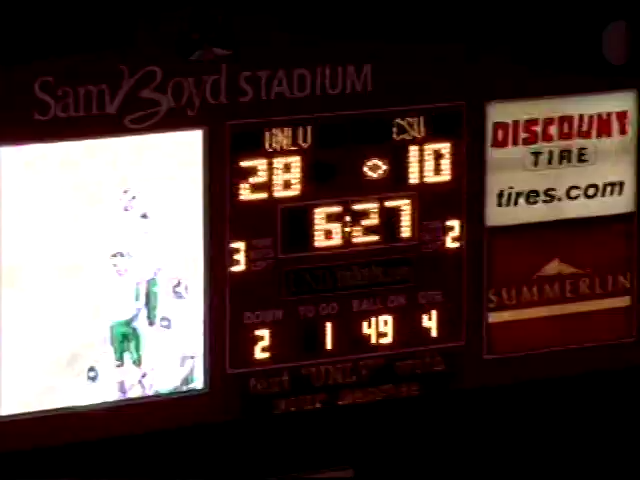 Sam Boyd STADIUM
UNLV CSU
28 10
6:27
3 2
DOWN TO GO BALL ON QTR
2 1 49 4
DISCOUNT
TIRE
tires.com
SUMMERLIN